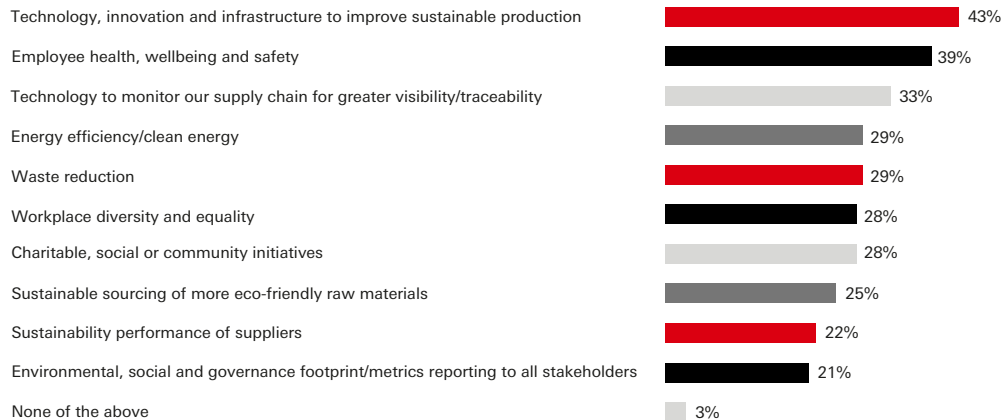 Technology, innovation and infrastructure to improve sustainable production 43%
Employee health, wellbeing and safety 39%
Technology to monitor our supply chain for greater visibility/traceability 33%
Energy efficiency/clean energy 29%
Waste reduction 29%
Workplace diversity and equality 28%
Charitable, social or community initiatives 28%
Sustainable sourcing of more eco-friendly raw materials 25%
Sustainability performance of suppliers 22%
Environmental, social and governance footprint/metrics reporting to all stakeholders 21%
None of the above 3%